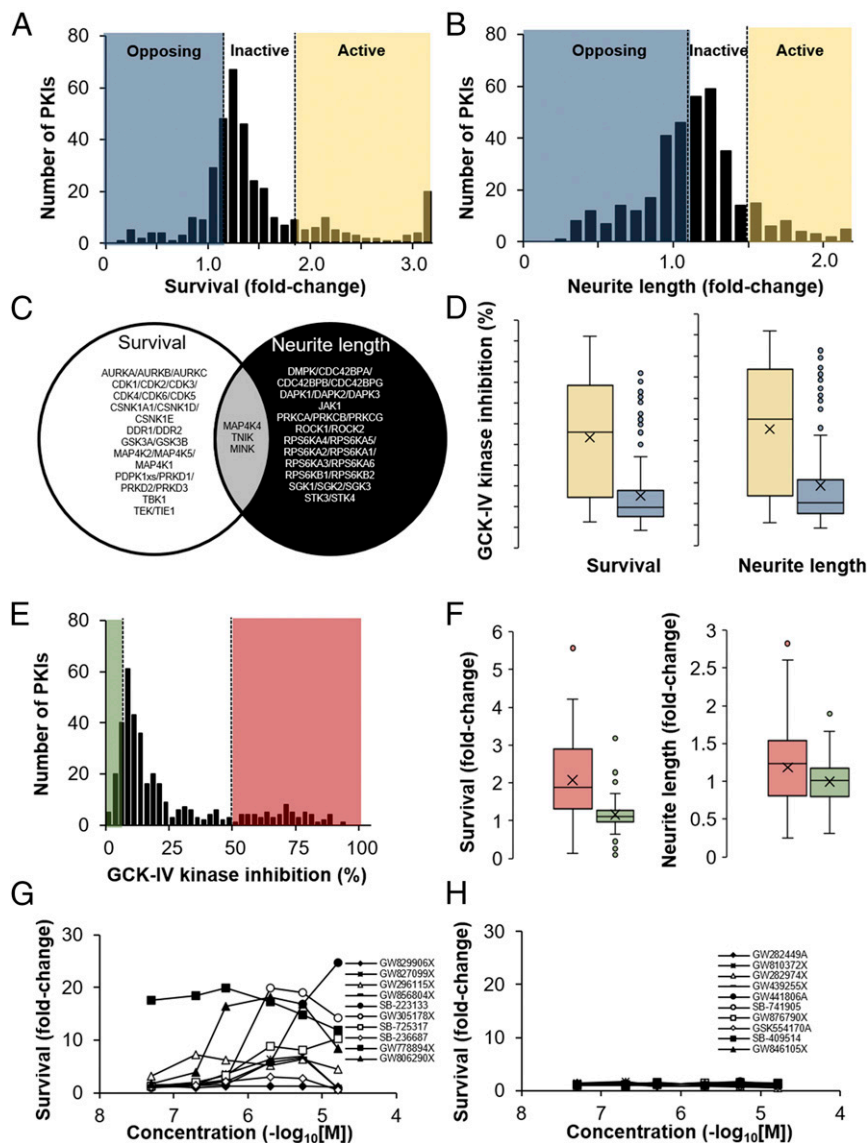 A
B
Number of PKIs
80
60
40
20
0
Opposing
Inactive
Active
0
1.0
2.0
3.0
Survival (fold-change)
Number of PKIs
80
60
40
20
0
Opposing
Inactive
Active
0
1.0
2.0
Neurite length (fold-change)
C
Survival
AURKA/AURKB/AURKC
CDK1/CDK2/CDK3/
CDK4/CDK6/CDK5
CSNK1A1/CSNK1D/
CSNK1E
DDR1/DDR2
GSK3A/GSK3B
MAP4K2/MAP4K5/
MAP4K1
PDPK1xs/PRKD1/
PRKD2/PRKD3
TBK1
TEK/TIE1
MAP4K4
TNIK
MINK
Neurite length
DMPK/CDC42BPA/
CDC42BPB/CDC42BPG
DAPK1/DAPK2/DAPK3
JAK1
PRKCA/PRKCB/PRKCG
ROCK1/ROCK2
RPS6KA4/RPS6KA5/
RPS6KA2/RPS6KA1/
RPS6KA3/RPS6KA6
RPS6KB1/RPS6KB2
SGK1/SGK2/SGK3
STK3/STK4
D
GCK-IV kinase inhibition (%)
Survival
Neurite length
E
Number of PKIs
80
60
40
20
0
0
25
50
75
100
GCK-IV kinase inhibition (%)
F
Survival (fold-change)
6
5
4
3
2
1
0
Neurite length (fold-change)
3
2.5
2
1.5
1
0.5
0
G
Survival (fold-change)
30
20
10
0
8
7
6
5
4
Concentration (-log10[M])
GW829906X
GW827099X
GW296115X
GW856804X
SB-223133
GW305178X
SB-725317
SB-236687
GW778894X
GW806290X
H
Survival (fold-change)
30
20
10
0
8
7
6
5
4
Concentration (-log10[M])
GW282449A
GW810372X
GW282974X
GW439255X
GW441806A
SB-741905
GW876790X
GSK554170A
SB-409514
GW846105X